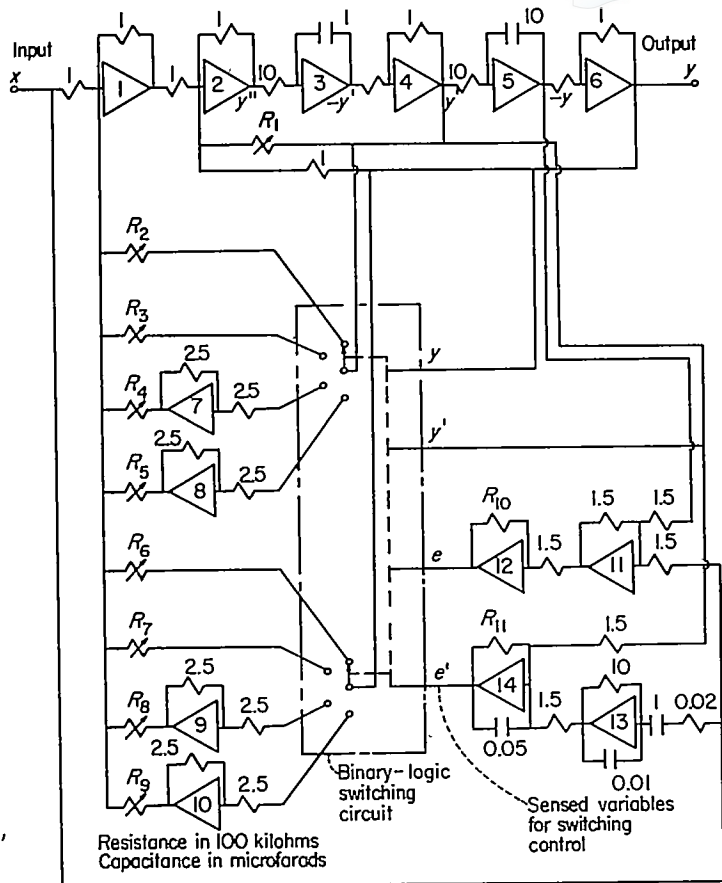 Input
x
1
1
1
1
1
2
y''
10
1
3
-y'
1
4
y
10
10
5
-y
1
6
Output
y
R1
1
R2
R3
R4
2.5
7
2.5
R5
2.5
8
2.5
R6
R7
R8
2.5
9
2.5
R9
2.5
10
2.5
y
y'
e
R10
12
1.5
1.5
11
1.5
1.5
e'
R11
14
0.05
1.5
1.5
10
13
0.01
1
0.02
Binary-logic
switching
circuit
Sensed variables
for switching
control
Resistance in 100 kilohms
Capacitance in microfarads